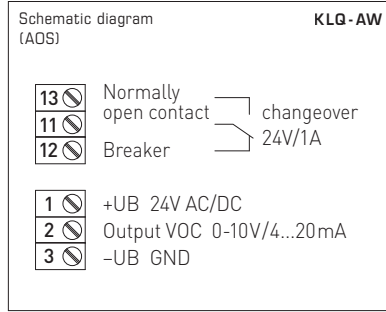 Schematic diagram KLQ-AW
(AOS)
13 Normally
11 open contact changeover
24V/1A
12 Breaker
1 +UB 24V AC/DC
2 Output VOC 0-10V/4...20mA
3 –UB GND